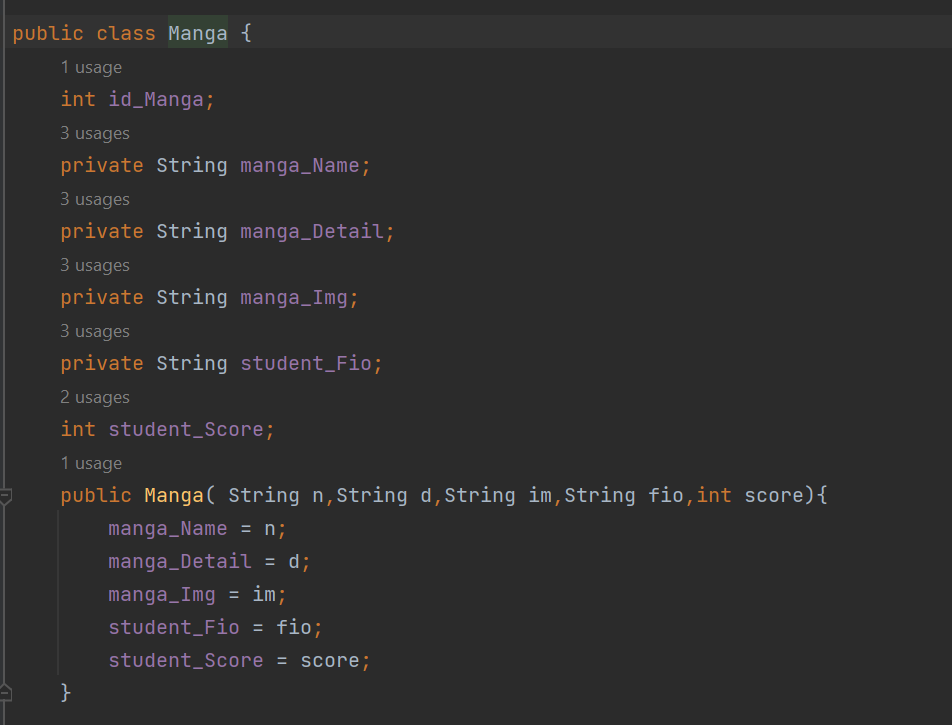 public class Manga {
1 usage
int id_Manga;
3 usages
private String manga_Name;
3 usages
private String manga_Detail;
3 usages
private String manga_Img;
3 usages
private String student_Fio;
2 usages
int student_Score;
1 usage
public Manga( String n,String d,String im,String fio,int score){
manga_Name = n;
manga_Detail = d;
manga_Img = im;
student_Fio = fio;
student_Score = score;
}